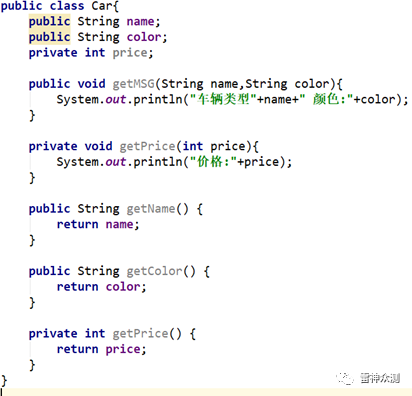 public class Car{
    public String name;
    public String color;
    private int price;

    public void getMSG(String name,String color){
        System.out.println("车辆类型"+name+" 颜色:"+color);
    }

    private void getPrice(int price){
        System.out.println("价格:"+price);
    }

    public String getName() {
        return name;
    }

    public String getColor() {
        return color;
    }

    private int getPrice() {
        return price;
    }
}
雷神众测